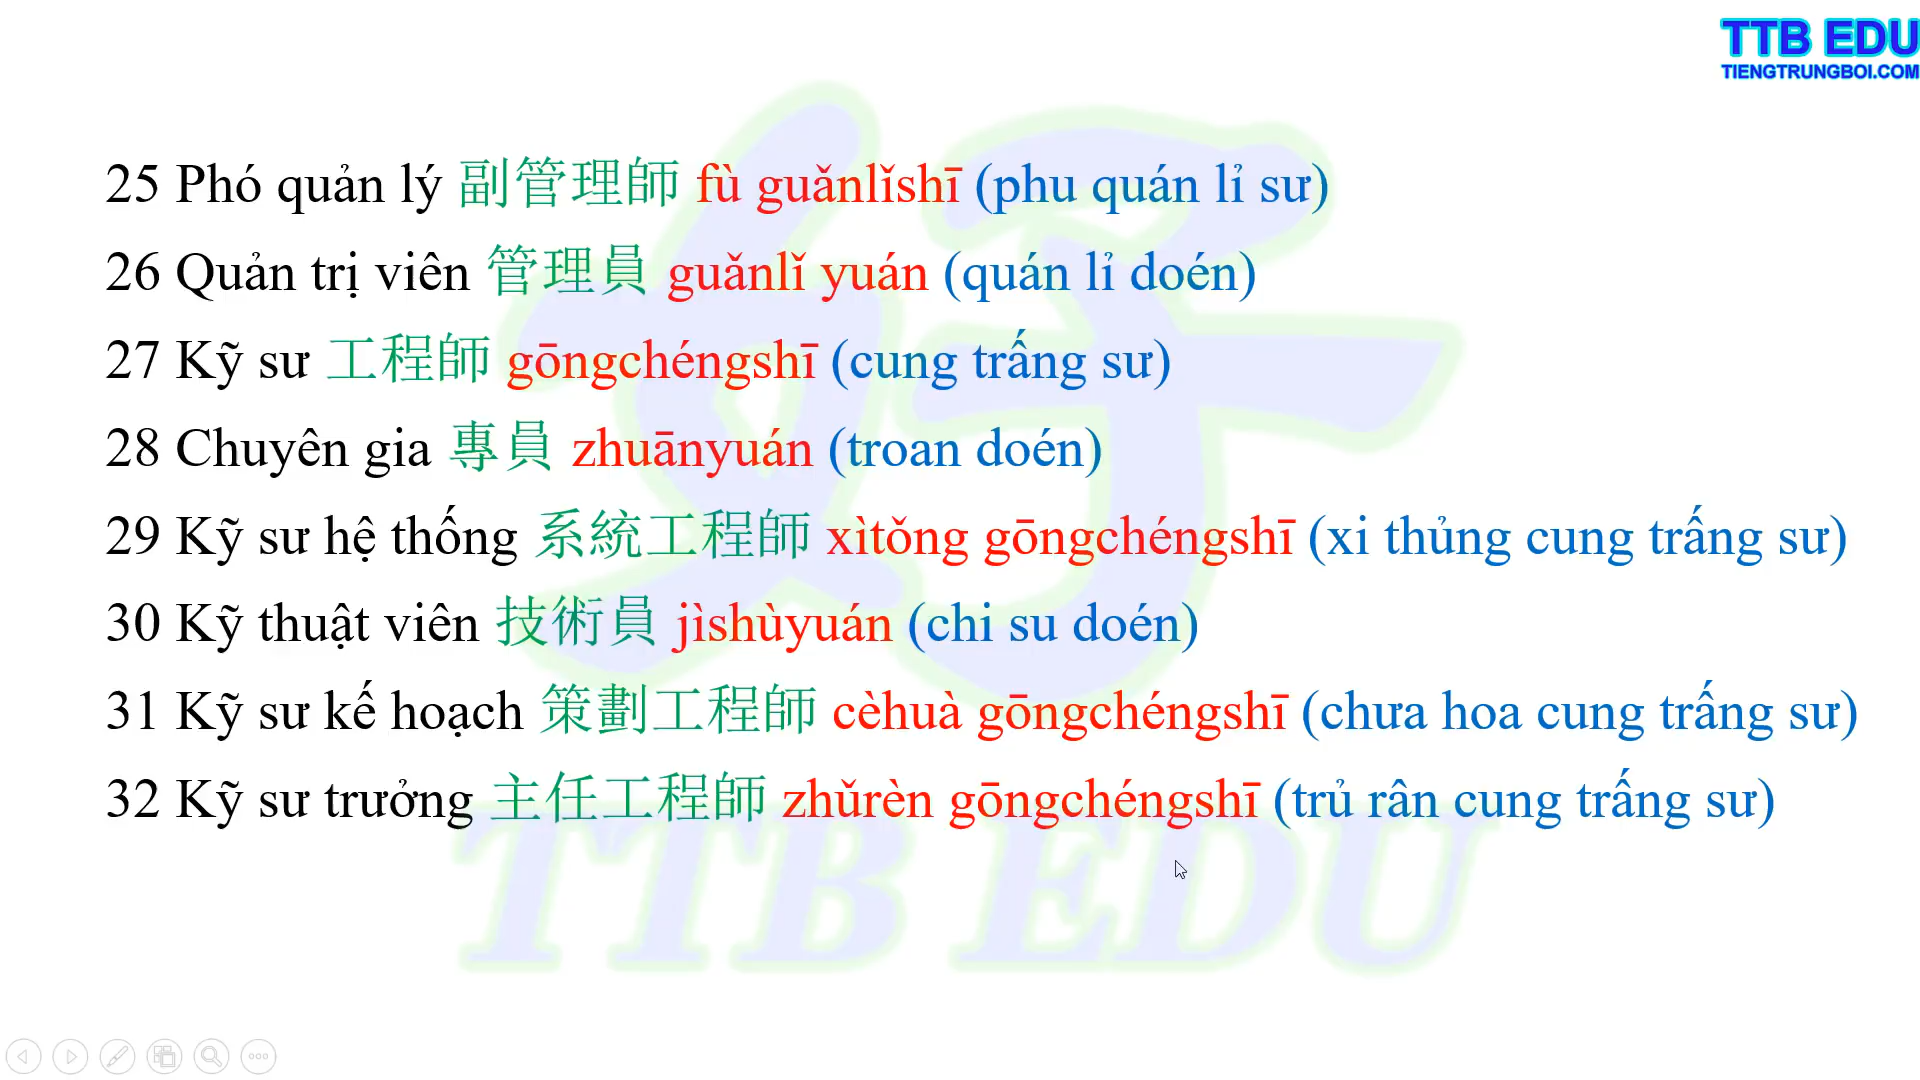 TTB EDU
TIENGTRUNGBOI.COM
25 Phó quản lý 副管理師 fù guǎnlǐshī (phu quán lỉ sư)
26 Quản trị viên 管理員 guǎnlǐ yuán (quán lỉ doén)
27 Kỹ sư 工程師 gōngchéngshī (cung trấng sư)
28 Chuyên gia 專員 zhuānyuán (troan doén)
29 Kỹ sư hệ thống 系統工程師 xìtǒng gōngchéngshī (xi thủng cung trấng sư)
30 Kỹ thuật viên 技術員 jìshùyuán (chi su doén)
31 Kỹ sư kế hoạch 策劃工程師 cèhuà gōngchéngshī (chưa hoa cung trấng sư)
32 Kỹ sư trưởng 主任工程師 zhǔrèn gōngchéngshī (trủ rân cung trấng sư)
好
TTB EDU